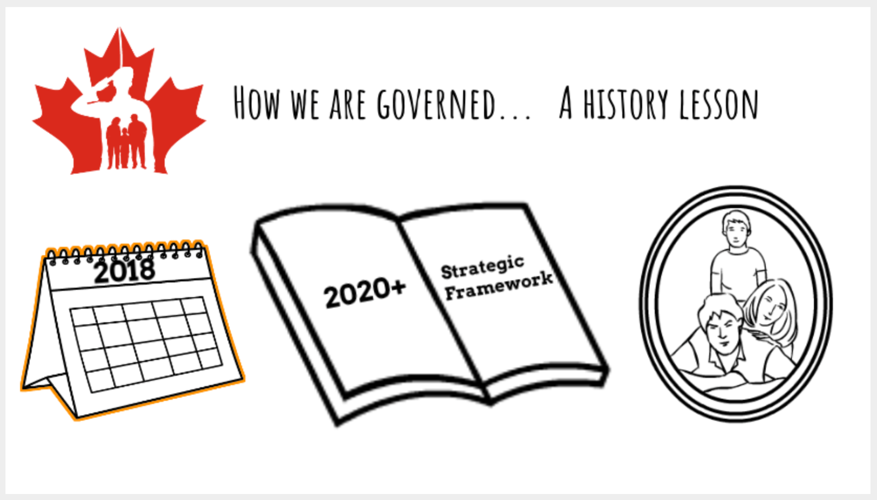 How we are governed... A history lesson
2018
2020+
Strategic
Framework